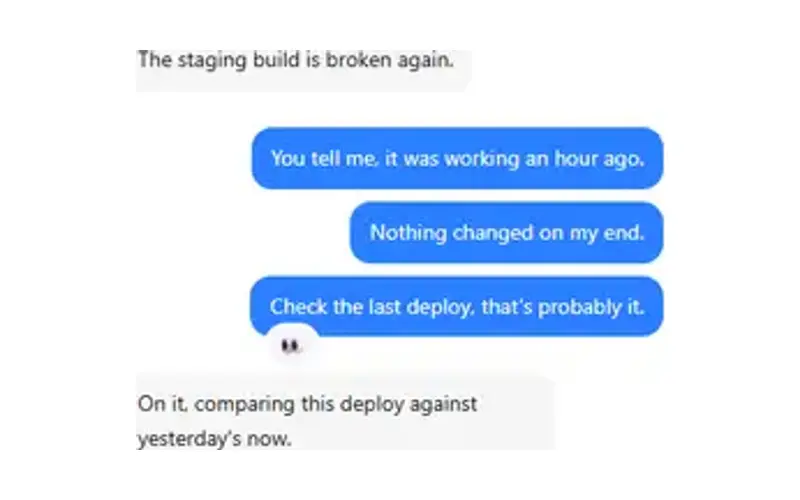 The staging build is broken again.
You tell me, it was working an hour ago.
Nothing changed on my end.
Check the last deploy, that's probably it.
On it, comparing this deploy against
yesterday's now.